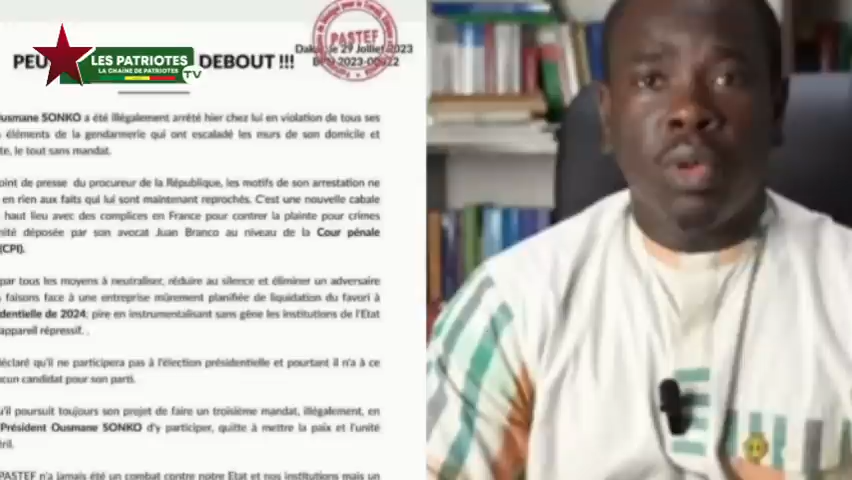 PASTEF
Dakar, le 29 Juillet 2023
LES PATRIOTES
LA CHAINE DE PATRIOTES
TV
DEBOUT !!!
Ousmane SONKO a été illégalement arrêté hier chez lui en violation de tous ses
éléments de la gendarmerie qui ont escaladé les murs de son domicile et
te, le tout sans mandat.
oint de presse du procureur de la République, les motifs de son arrestation ne
en rien aux faits qui lui sont maintenant reprochés. C'est une nouvelle cabale
haut lieu avec des complices en France pour contrer la plainte pour crimes
nité déposée par son avocat Juan Branco au niveau de la Cour pénale
(CPI).
par tous les moyens à neutraliser, réduire au silence et éliminer un adversaire
faisons face à une entreprise mûrement planifiée de liquidation du favori à
dentielle de 2024; pire en instrumentalisant sans gêne les institutions de l'Etat
appareil répressif.
déclaré qu'il ne participera pas à l'élection présidentielle et pourtant il n'a à ce
ucun candidat pour son parti.
u'il poursuit toujours son projet de faire un troisième mandat, illégalement, en
Président Ousmane SONKO d'y participer, quitte à mettre la paix et l'unité
éril.
PASTEF n'a jamais été un combat contre notre Etat et nos institutions mais un